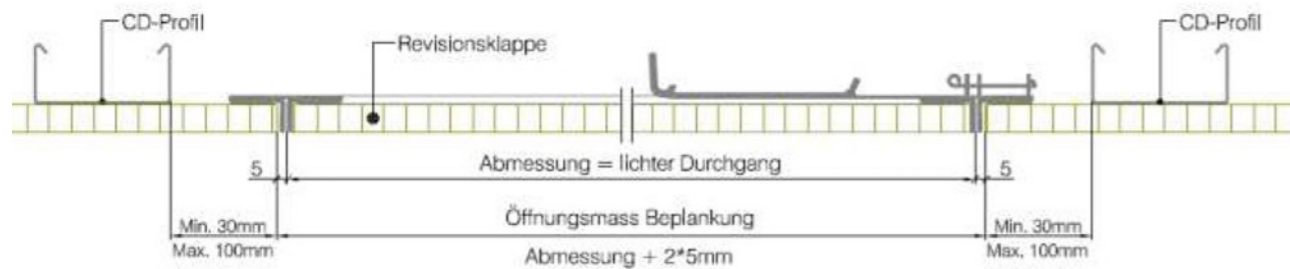 CD-Profil
CD-Profil
Revisionsklappe
5
Abmessung = lichter Durchgang
5
Min. 30mm
Öffnungsmass Beplankung
Min. 30mm
Max. 100mm
Abmessung + 2*5mm
Max. 100mm